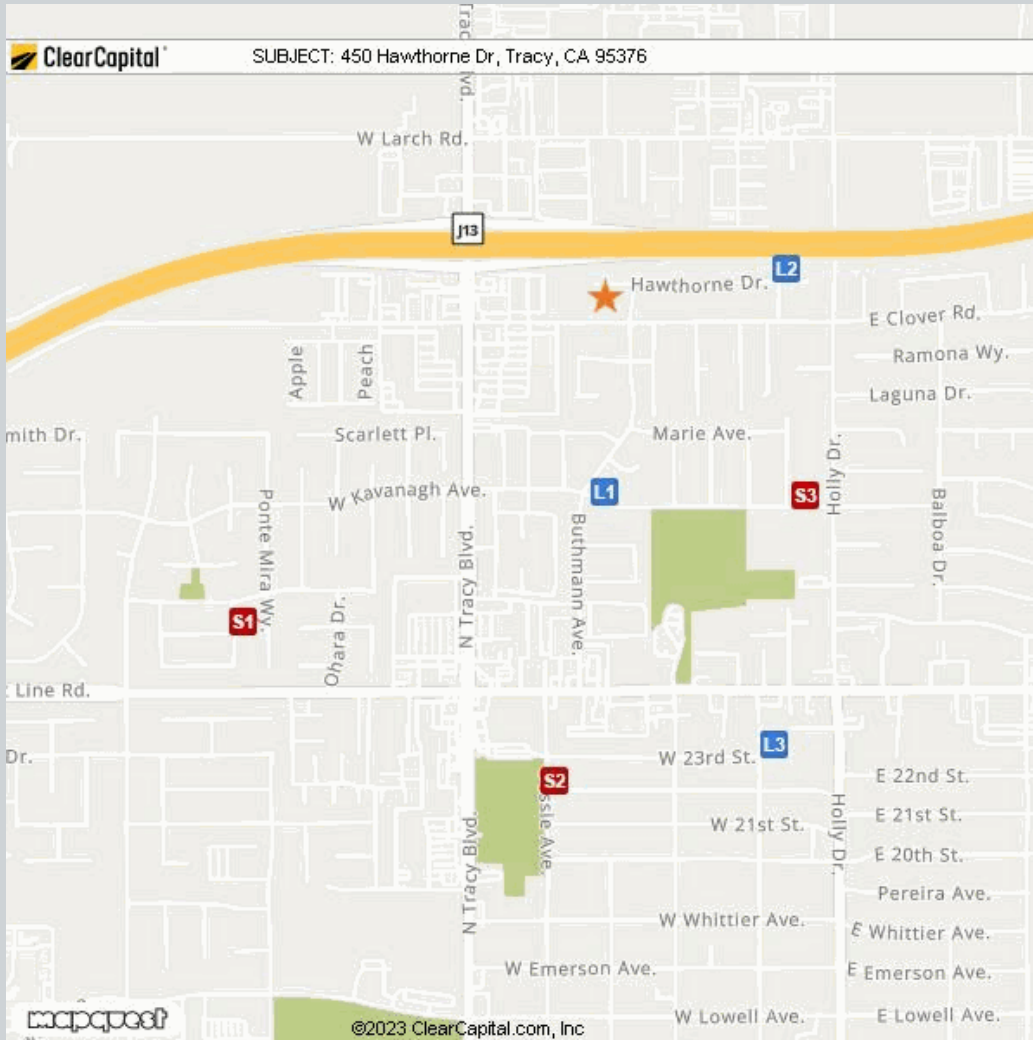 Trac
lvd.
ClearCapital
SUBJECT: 450 Hawthorne Dr, Tracy, CA 95376
W Larch Rd.
J13
L2
Hawthorne Dr.
E Clover Rd.
Ramona Wy.
Apple
Peach
Laguna Dr.
mith Dr.
Scarlett Pl.
Marie Ave.
Holly Dr.
W Kavanagh Ave.
L1
S3
Ponte Mira Wy.
Buthmann Ave.
Balboa Dr.
N Tracy Blvd.
S1
Ohara Dr.
Line Rd.
Dr.
W 23rd St.
L3
S2
ssie Ave.
E 22nd St.
W 21st St.
E 21st St.
Holly Dr.
E 20th St.
N Tracy Blvd.
Pereira Ave.
W Whittier Ave.
E Whittier Ave.
W Emerson Ave.
E Emerson Ave.
mapquest
©2023 ClearCapital.com, Inc
W Lowell Ave.
E Lowell Ave.